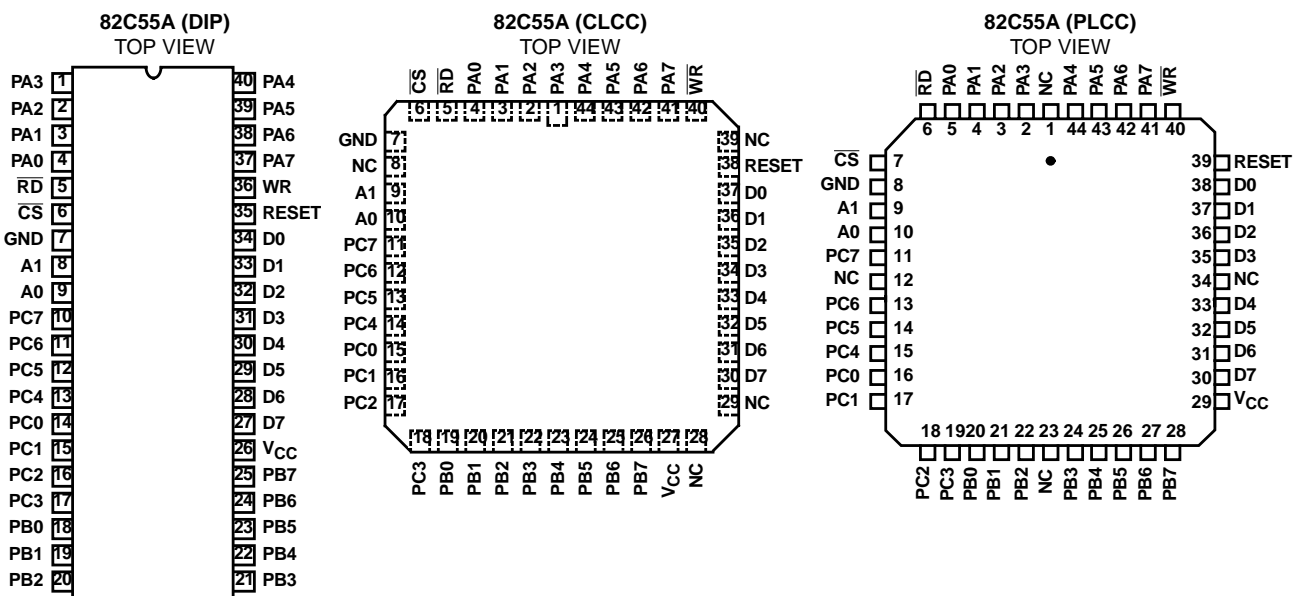 82C55A (DIP)
TOP VIEW
PA3 1 40 PA4
PA2 2 39 PA5
PA1 3 38 PA6
PA0 4 37 PA7
RD 5 36 WR
CS 6 35 RESET
GND 7 34 D0
A1 8 33 D1
A0 9 32 D2
PC7 10 31 D3
PC6 11 30 D4
PC5 12 29 D5
PC4 13 28 D6
PC0 14 27 D7
PC1 15 26 VCC
PC2 16 25 PB7
PC3 17 24 PB6
PB0 18 23 PB5
PB1 19 22 PB4
PB2 20 21 PB3
82C55A (CLCC)
TOP VIEW
CS RD PA0 PA1 PA2 PA3 PA4 PA5 PA6 PA7 WR
6 5 4 3 2 1 44 43 42 41 40
GND 7 39 NC
NC 8 38 RESET
A1 9 37 D0
A0 10 36 D1
PC7 11 35 D2
PC6 12 34 D3
PC5 13 33 D4
PC4 14 32 D5
PC0 15 31 D6
PC1 16 30 D7
PC2 17 29 NC
18 19 20 21 22 23 24 25 26 27 28
PC3 PB0 PB1 PB2 PB3 PB4 PB5 PB6 PB7 VCC NC
82C55A (PLCC)
TOP VIEW
RD PA0 PA1 PA2 PA3 NC PA4 PA5 PA6 PA7 WR
6 5 4 3 2 1 44 43 42 41 40
CS 7 39 RESET
GND 8 38 D0
A1 9 37 D1
A0 10 36 D2
PC7 11 35 D3
NC 12 34 NC
PC6 13 33 D4
PC5 14 32 D5
PC4 15 31 D6
PC0 16 30 D7
PC1 17 29 VCC
18 19 20 21 22 23 24 25 26 27 28
PC2 PC3 PB0 PB1 PB2 NC PB3 PB4 PB5 PB6 PB7